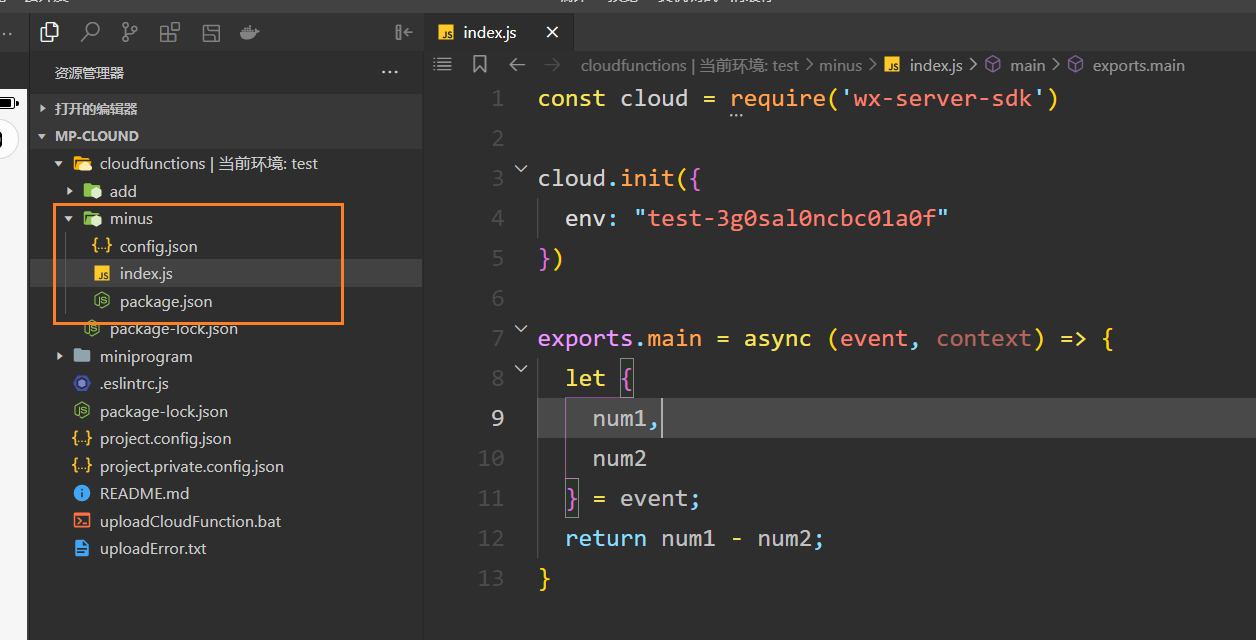 index.js
资源管理器
打开的编辑器
MP-CLOUND
cloudfunctions | 当前环境: test
add
minus
config.json
index.js
package.json
package-lock.json
miniprogram
.eslintrc.js
package-lock.json
project.config.json
project.private.config.json
README.md
uploadCloudFunction.bat
uploadError.txt
cloudfunctions | 当前环境: test > minus > index.js > main > exports.main
1 const cloud = require('wx-server-sdk')
2
3 cloud.init({
4 env: "test-3g0sal0ncbc01a0f"
5 })
6
7 exports.main = async (event, context) => {
8 let {
9 num1,
10 num2
11 } = event;
12 return num1 - num2;
13 }